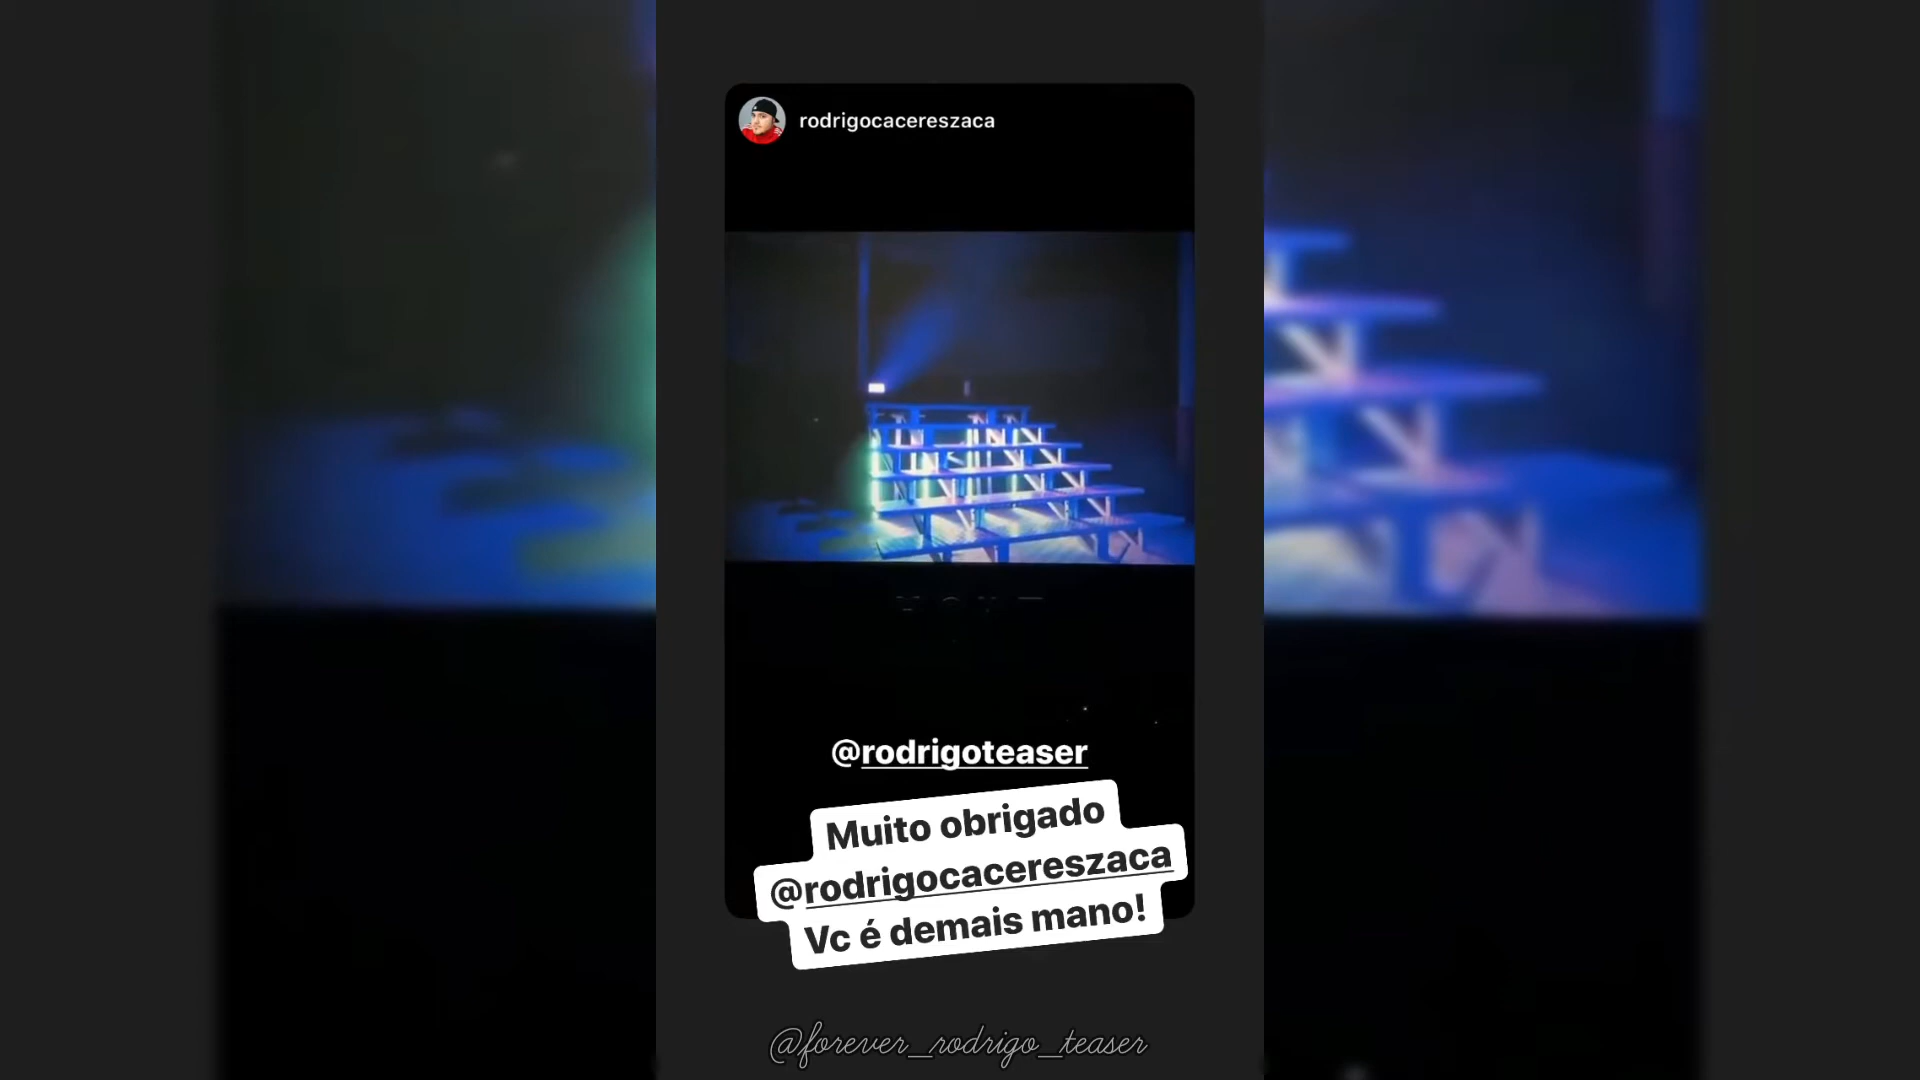 rodrigocacereszaca
@rodrigoteaser
Muito obrigado
@rodrigocacereszaca
Vc é demais mano!
@forever_rodrigo_teaser